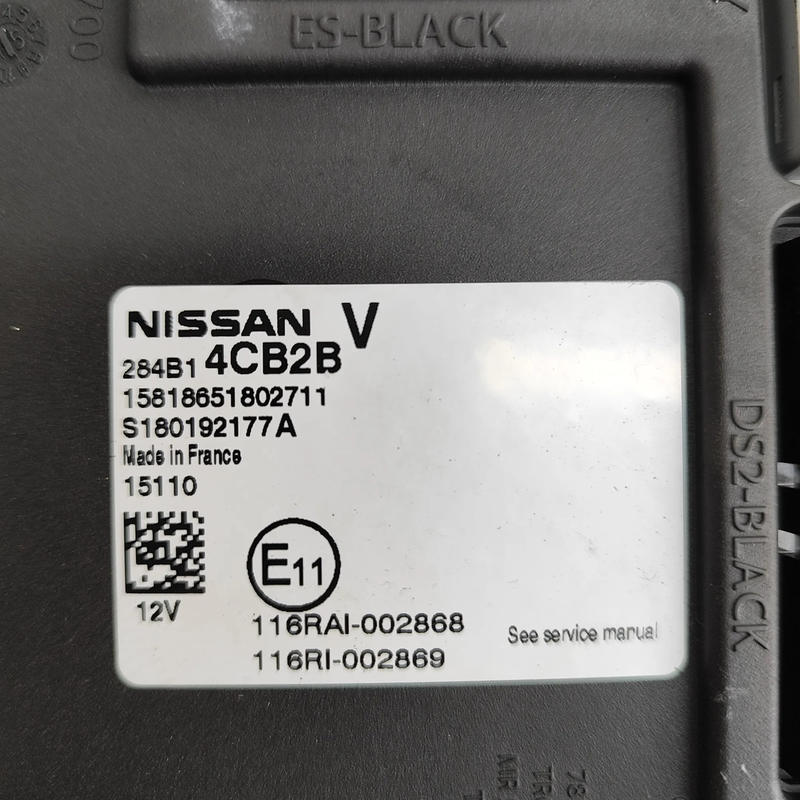 700
ES-BLACK
NISSAN V
284B1 4CB2B
15818651802711
S180192177A
Made in France
15110
12V
E11
116RAI-002868
116RI-002869
See service manual
DS2-BLACK